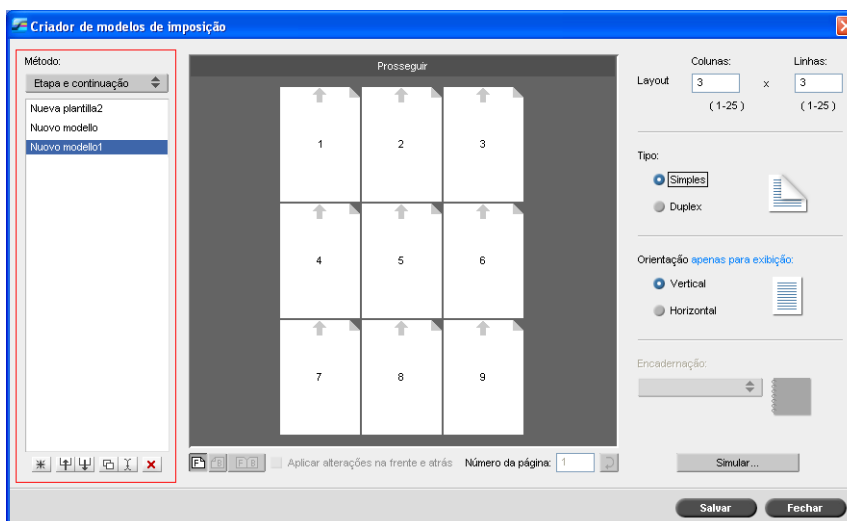 Criador de modelos de imposição
Método:
Etapa e continuação
Nueva plantilla2
Nuovo modello
Nuovo modello1
Prosseguir
1 2 3
4 5 6
7 8 9
F B F B Aplicar alterações na frente e atrás Número da página: 1
Colunas: Linhas:
Layout 3 x 3
(1-25) (1-25)
Tipo:
Simples
Duplex
Orientação apenas para exibição:
Vertical
Horizontal
Encadernação:
Simular...
Salvar Fechar